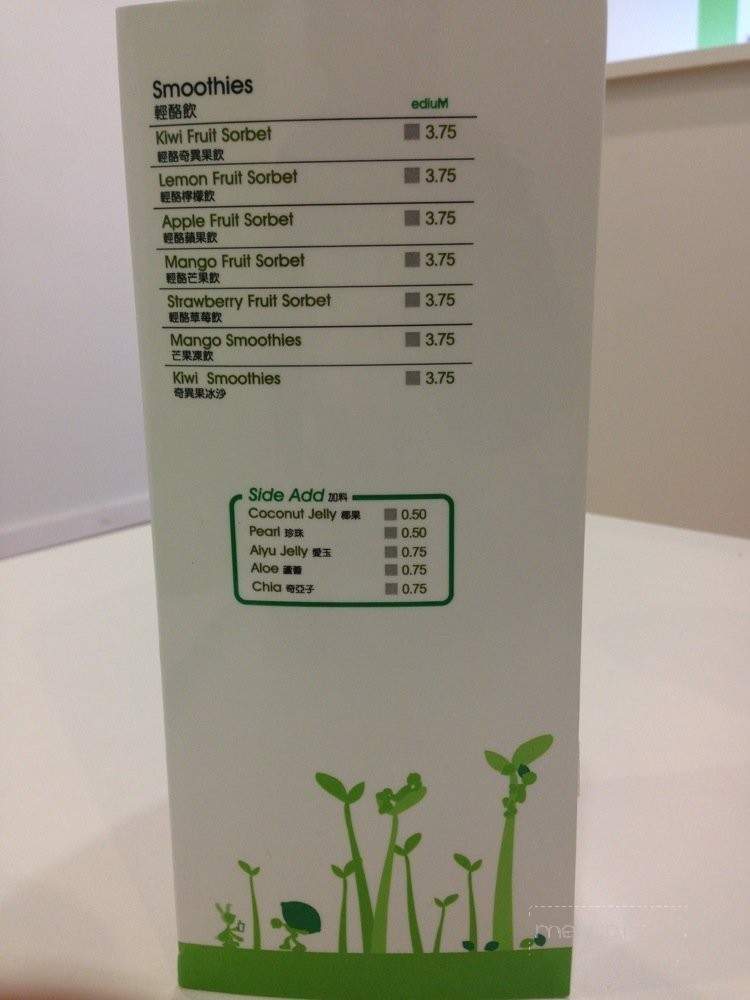 Smoothies
輕酪飲 ediuM
Kiwi Fruit Sorbet 3.75
輕酪奇異果飲
Lemon Fruit Sorbet 3.75
輕酪檸檬飲
Apple Fruit Sorbet 3.75
輕酪蘋果飲
Mango Fruit Sorbet 3.75
輕酪芒果飲
Strawberry Fruit Sorbet 3.75
輕酪草莓飲
Mango Smoothies 3.75
芒果凍飲
Kiwi Smoothies 3.75
奇異果冰沙
Side Add 加料
Coconut Jelly 椰果 0.50
Pearl 珍珠 0.50
Aiyu Jelly 愛玉 0.75
Aloe 蘆薈 0.75
Chia 奇亞子 0.75